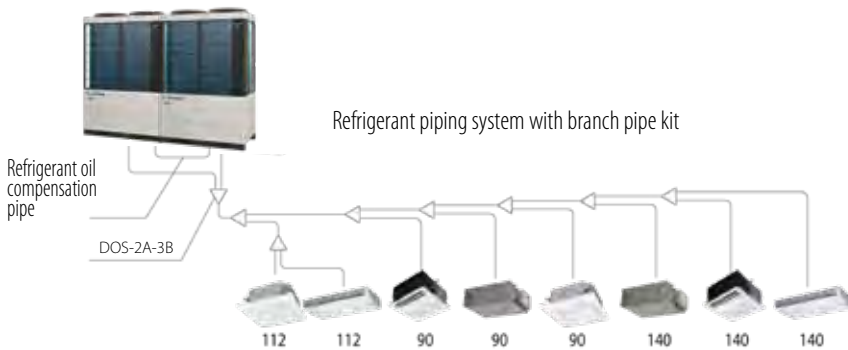 Refrigerant piping system with branch pipe kit
Refrigerant oil
compensation
pipe
DOS-2A-3B
112 112 90 90 90 140 140 140